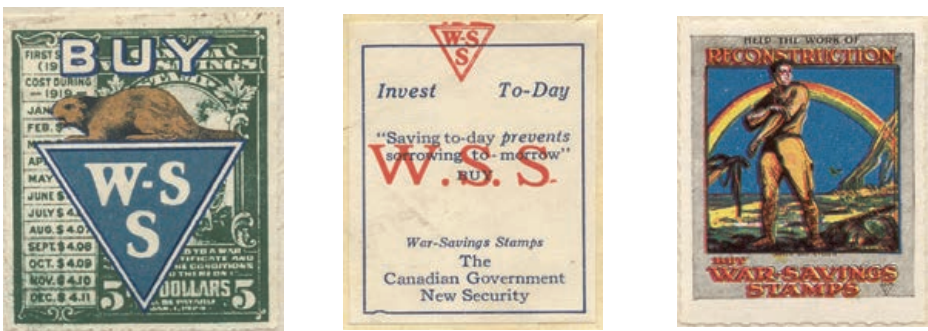 BUY
FIRST
COST DURING
— 1919 —
JAN.
FEB. $
MAY
JUNE $
JULY $ 4.
AUG. $ 4.07
SEPT. $ 4.08
OCT. $ 4.09
NOV. $ 4.10
DEC. $ 4.11
W-S
S
5 DOLLARS 5
W-S
S
Invest To-Day
"Saving to-day prevents
sorrowing to-morrow"
W. S. S.
BUY
War-Savings Stamps
The
Canadian Government
New Security
HELP THE WORK OF
RECONSTRUCTION
BUY
WAR-SAVINGS
STAMPS